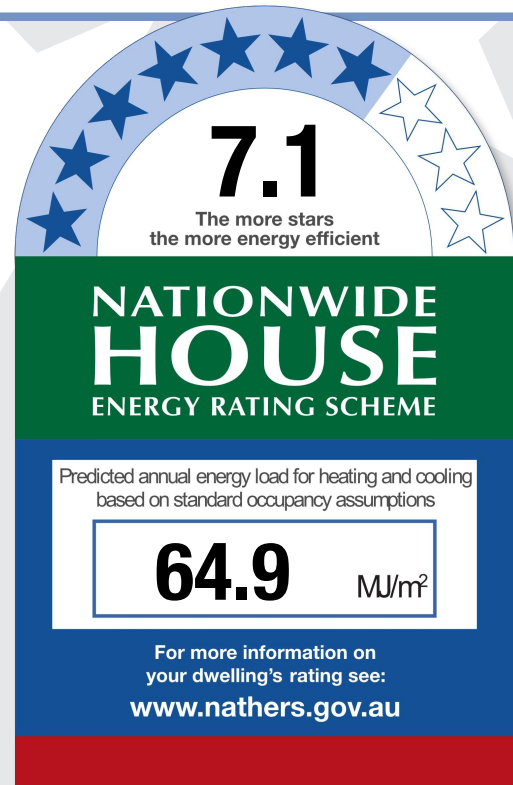 7.1
The more stars
the more energy efficient
NATIONWIDE
HOUSE
ENERGY RATING SCHEME
Predicted annual energy load for heating and cooling
based on standard occupancy assumptions
64.9 MJ/m²
For more information on
your dwelling's rating see:
www.nathers.gov.au